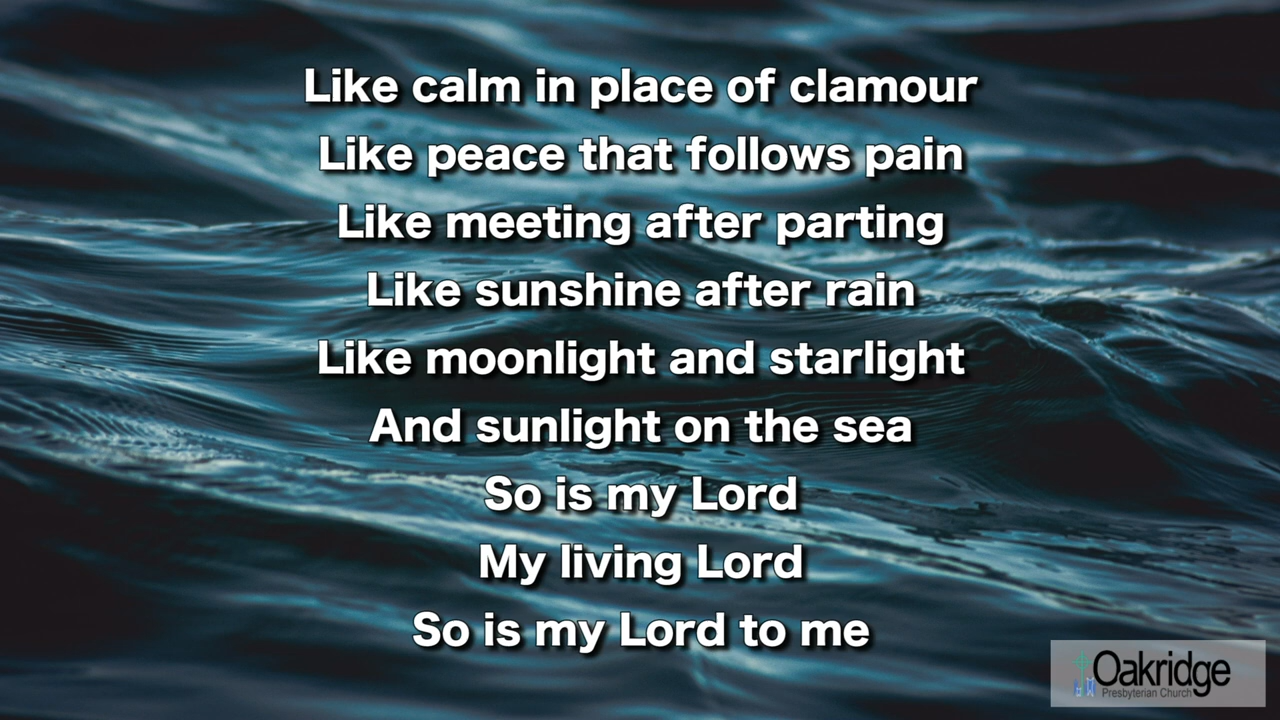 Like calm in place of clamour
Like peace that follows pain
Like meeting after parting
Like sunshine after rain
Like moonlight and starlight
And sunlight on the sea
So is my Lord
My living Lord
So is my Lord to me
Oakridge
Presbyterian Church